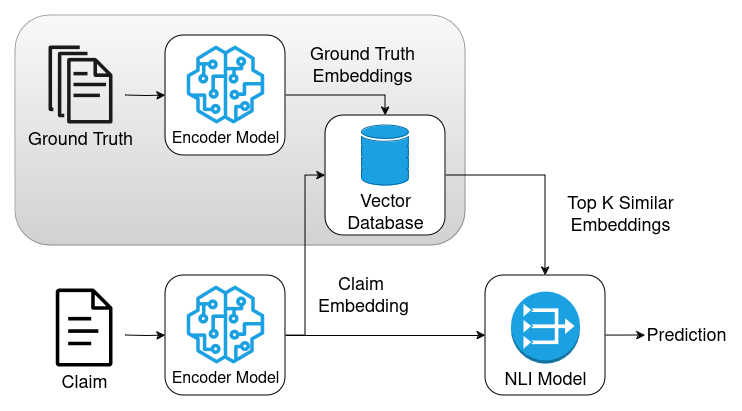 Ground Truth
Embeddings
Ground Truth
Encoder Model
Vector
Database
Top K Similar
Embeddings
Claim
Embedding
Claim
Encoder Model
NLI Model
Prediction